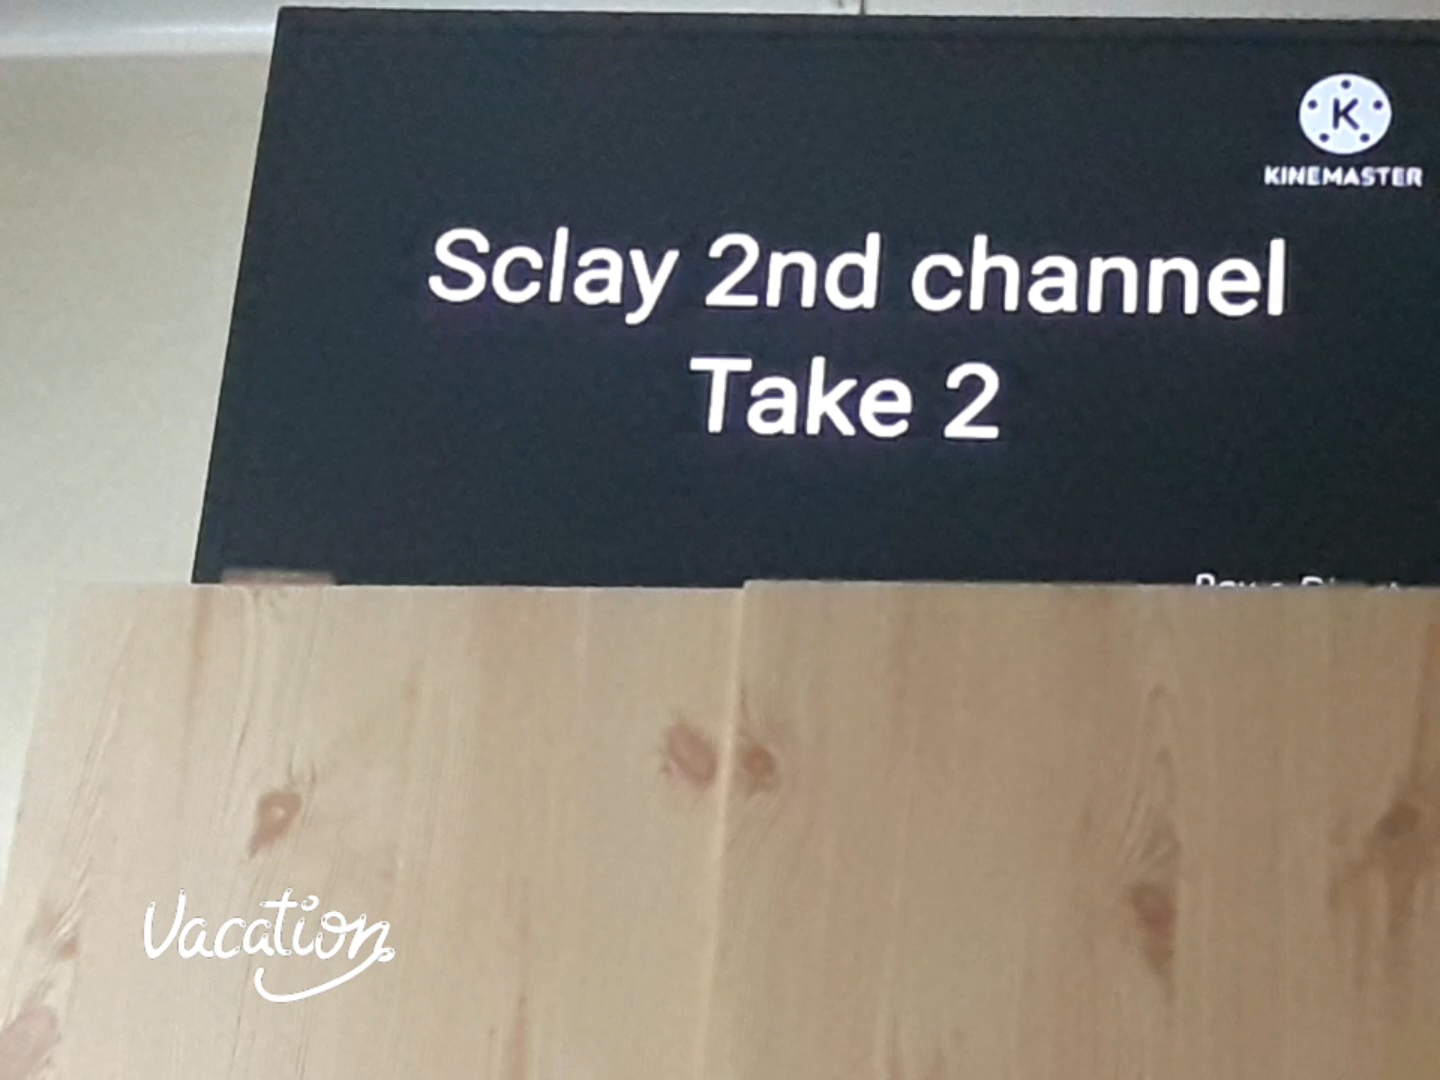 K
KINEMASTER
Sclay 2nd channel
Take 2
Vacation